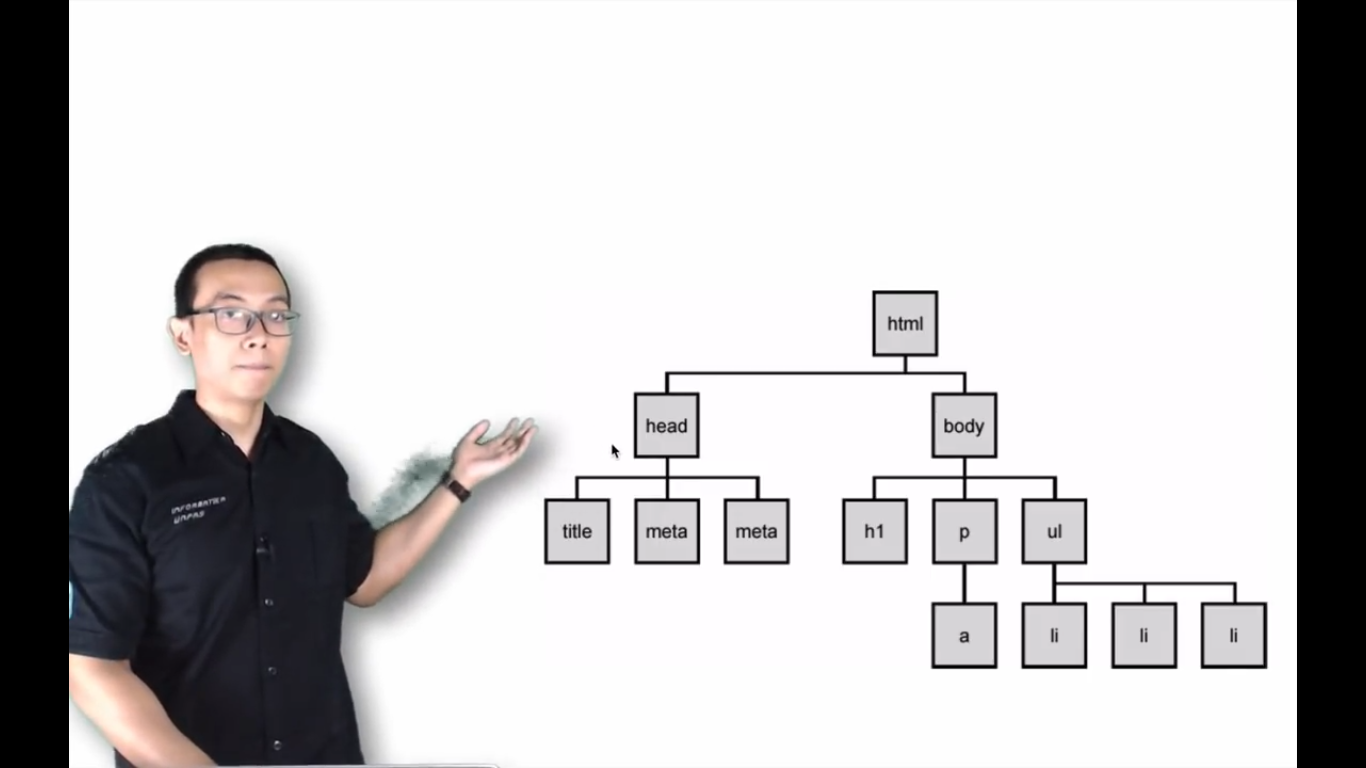 INFORMATIKA
UNPAS
html
head
body
title
meta
meta
h1
p
ul
a
li
li
li